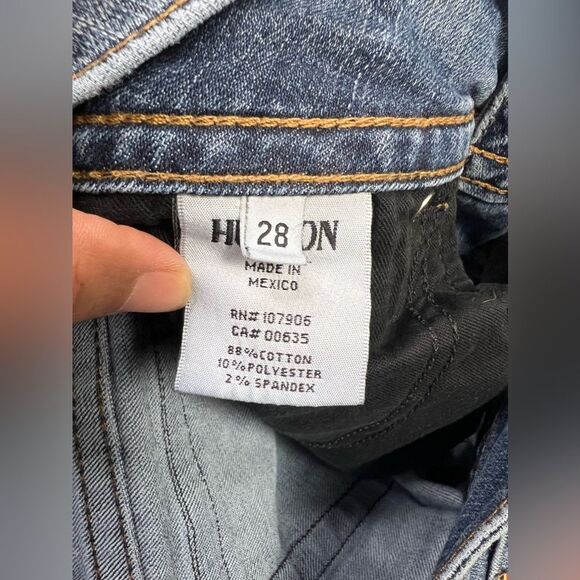 HU ON
28
MADE IN
MEXICO
RN# 107906
CA# 00635
88%COTTON
10%POLYESTER
2% SPANDEX